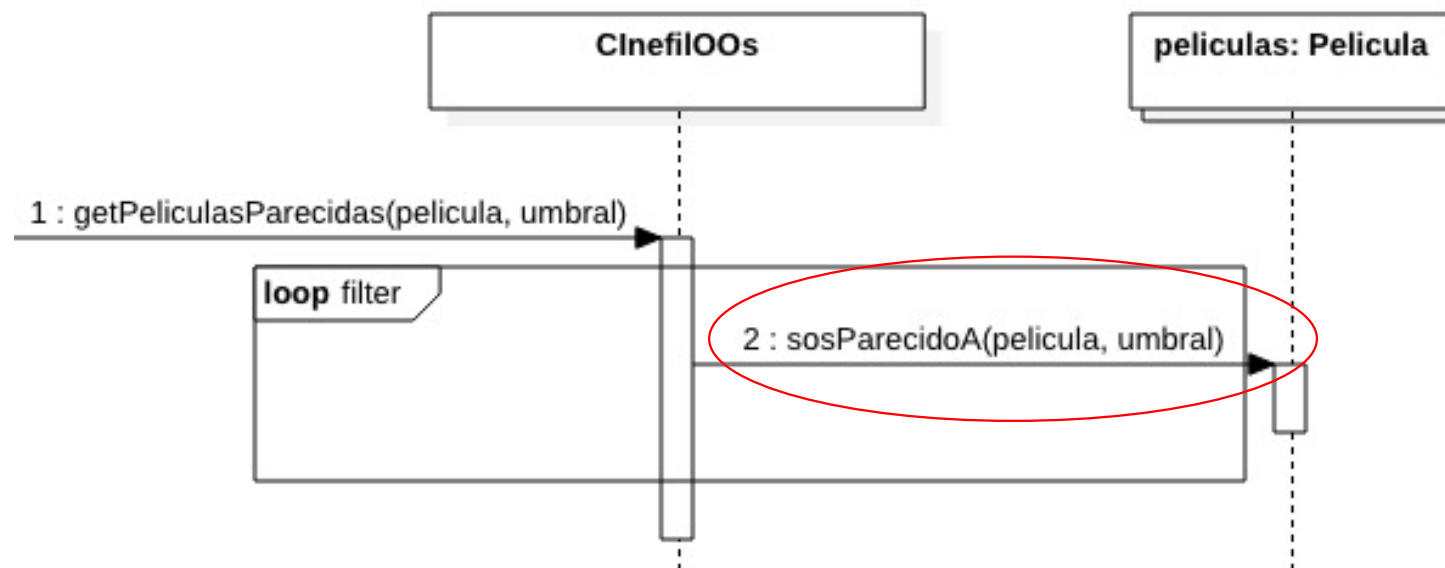 CInefilOOs
peliculas: Pelicula
1 : getPeliculasParecidas(pelicula, umbral)
loop filter
2 : sosParecidoA(pelicula, umbral)